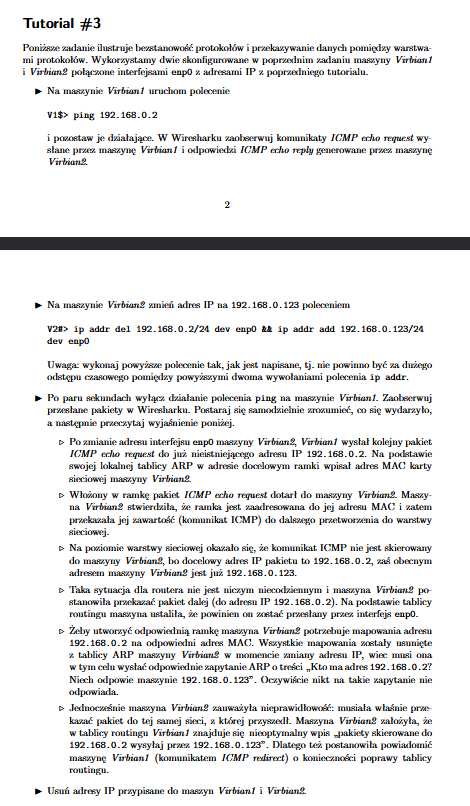 Tutorial #3
Poniższe zadanie ilustruje bezstanowość protokołów i przekazywanie danych pomiędzy warstwa-
mi protokołów. Wykorzystamy dwie skonfigurowane w poprzednim zadaniu maszyny Virbian1
i Virbian2 połączone interfejsami enp0 z adresami IP z poprzedniego tutorialu.
► Na maszynie Virbian1 uruchom polecenie
V1$> ping 192.168.0.2
i pozostaw je działające. W Wiresharku zaobserwuj komunikaty ICMP echo request wy-
słane przez maszynę Virbian1 i odpowiedzi ICMP echo reply generowane przez maszynę
Virbian2.
2
► Na maszynie Virbian2 zmień adres IP na 192.168.0.123 poleceniem
V2#> ip addr del 192.168.0.2/24 dev enp0 && ip addr add 192.168.0.123/24
dev enp0
Uwaga: wykonaj powyższe polecenie tak, jak jest napisane, tj. nie powinno być za dużego
odstępu czasowego pomiędzy powyższymi dwoma wywołaniami polecenia ip addr.
► Po paru sekundach wyłącz działanie polecenia ping na maszynie Virbian1. Zaobserwuj
przesłane pakiety w Wiresharku. Postaraj się samodzielnie zrozumieć, co się wydarzyło,
a następnie przeczytaj wyjaśnienie poniżej.
▷ Po zmianie adresu interfejsu enp0 maszyny Virbian2, Virbian1 wysłał kolejny pakiet
ICMP echo request do już nieistniejącego adresu IP 192.168.0.2. Na podstawie
swojej lokalnej tablicy ARP w adresie docelowym ramki wpisał adres MAC karty
sieciowej maszyny Virbian2.
▷ Włożony w ramkę pakiet ICMP echo request dotarł do maszyny Virbian2. Maszy-
na Virbian2 stwierdziła, że ramka jest zaadresowana do jej adresu MAC i zatem
przekazała jej zawartość (komunikat ICMP) do dalszego przetworzenia do warstwy
sieciowej.
▷ Na poziomie warstwy sieciowej okazało się, że komunikat ICMP nie jest skierowany
do maszyny Virbian2, bo docelowy adres IP pakietu to 192.168.0.2, zaś obecnym
adresem maszyny Virbian2 jest już 192.168.0.123.
▷ Taka sytuacja dla routera nie jest niczym niecodziennym i maszyna Virbian2 po-
stanowiła przekazać pakiet dalej (do adresu IP 192.168.0.2). Na podstawie tablicy
routingu maszyna ustaliła, że powinien on zostać przesłany przez interfejs enp0.
▷ Żeby utworzyć odpowiednią ramkę maszyna Virbian2 potrzebuje mapowania adresu
192.168.0.2 na odpowiedni adres MAC. Wszystkie mapowania zostały usunięte
z tablicy ARP maszyny Virbian2 w momencie zmiany adresu IP, wiec musi ona
w tym celu wysłać odpowiednie zapytanie ARP o treści „Kto ma adres 192.168.0.2?
Niech odpowie maszynie 192.168.0.123”. Oczywiście nikt na takie zapytanie nie
odpowiada.
▷ Jednocześnie maszyna Virbian2 zauważyła nieprawidłowość: musiała właśnie prze-
kazać pakiet do tej samej sieci, z której przyszedł. Maszyna Virbian2 założyła, że
w tablicy routingu Virbian1 znajduje się nieoptymalny wpis „pakiety skierowane do
192.168.0.2 wysyłaj przez 192.168.0.123”. Dlatego też postanowiła powiadomić
maszynę Virbian1 (komunikatem ICMP redirect) o konieczności poprawy tablicy
routingu.
► Usuń adresy IP przypisane do maszyn Virbian1 i Virbian2.